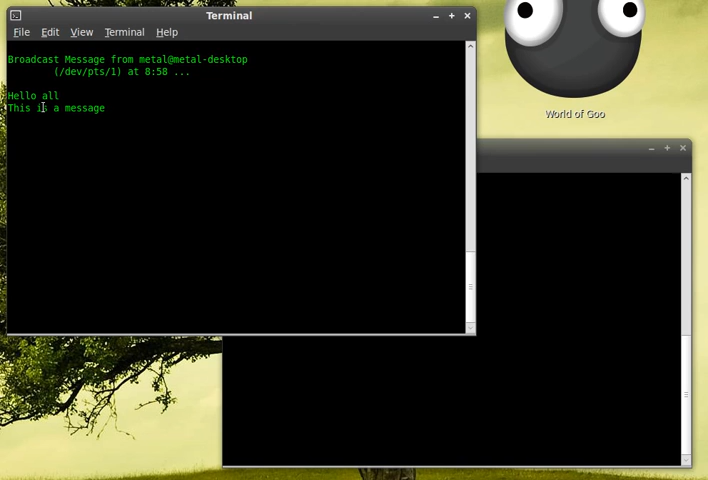 Terminal
File Edit View Terminal Help
Broadcast Message from metal@metal-desktop
(/dev/pts/1) at 8:58 ...
Hello all
This is a message
World of Goo